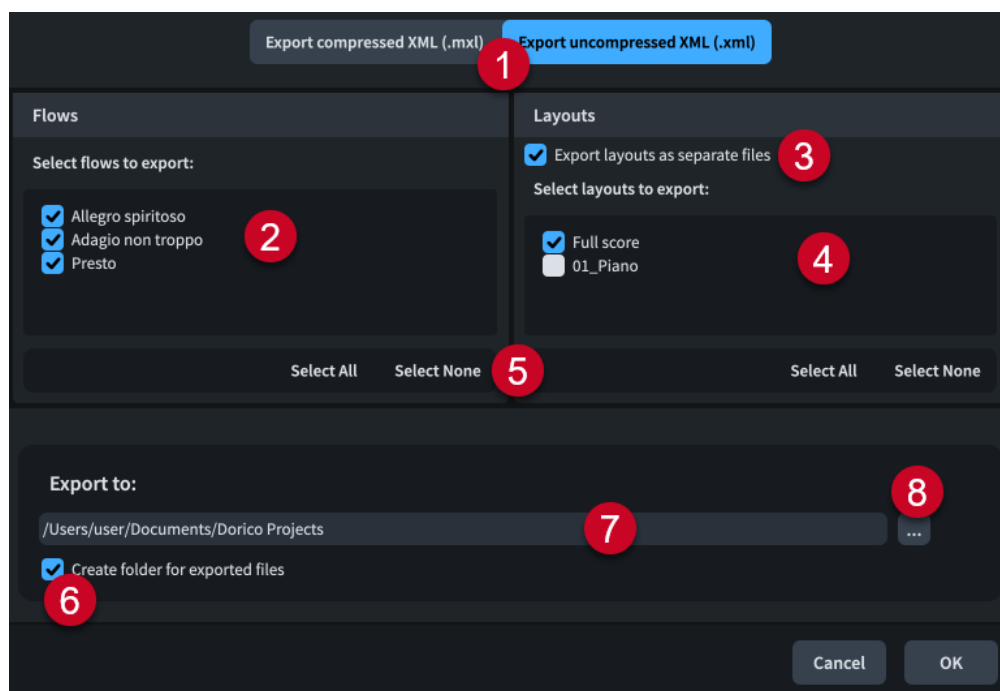 Export compressed XML (.mxl)
Export uncompressed XML (.xml)
1
Flows
Select flows to export:
Allegro spiritoso
Adagio non troppo
Presto
2
Select All Select None
5
Layouts
Export layouts as separate files
3
Select layouts to export:
Full score
01_Piano
4
Select All Select None
Export to:
8
/Users/user/Documents/Dorico Projects
7
...
Create folder for exported files
6
Cancel
OK